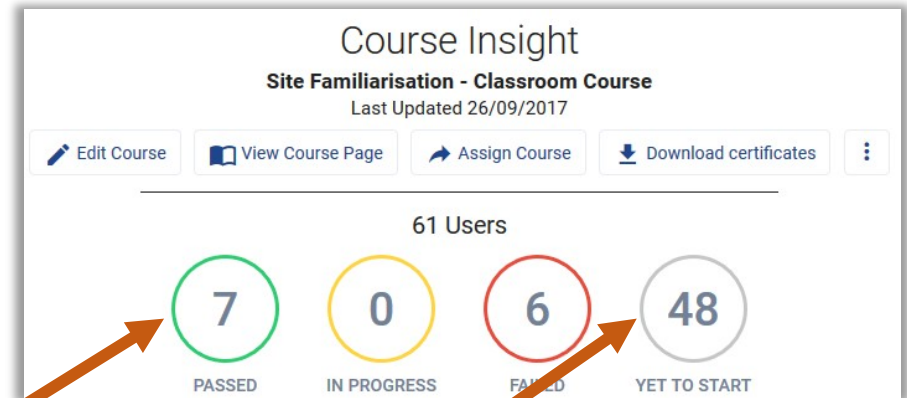 Course Insight
Site Familiarisation - Classroom Course
Last Updated 26/09/2017
Edit Course View Course Page Assign Course Download certificates
61 Users
7 0 6 48
PASSED IN PROGRESS FAILED YET TO START